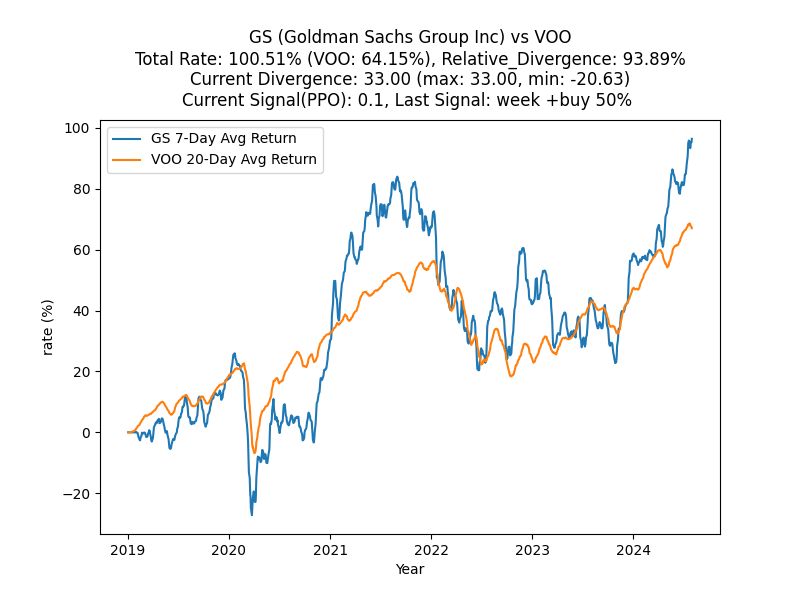 GS (Goldman Sachs Group Inc) vs VOO
Total Rate: 100.51% (VOO: 64.15%), Relative_Divergence: 93.89%
Current Divergence: 33.00 (max: 33.00, min: -20.63)
Current Signal(PPO): 0.1, Last Signal: week +buy 50%
GS 7-Day Avg Return
VOO 20-Day Avg Return
100
80
60
40
20
0
−20
rate (%)
2019
2020
2021
2022
2023
2024
Year